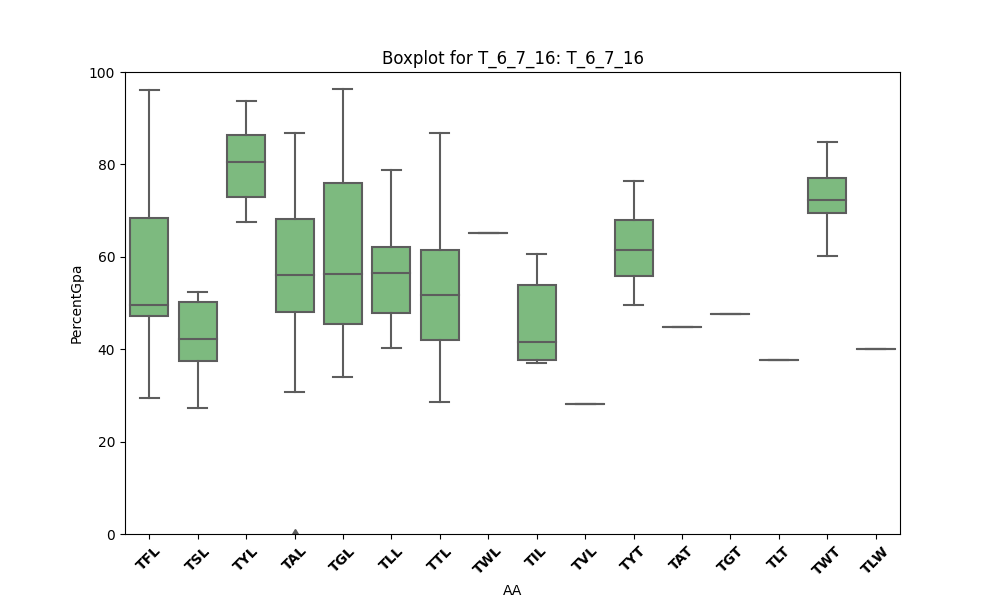 Boxplot for T_6_7_16: T_6_7_16
100
80
60
40
20
0
PercentGpa
TFL TSL TYL TAL TGL TLL TTL TWL TIL TVL TYT TAT TGT TLT TWT TLW
AA